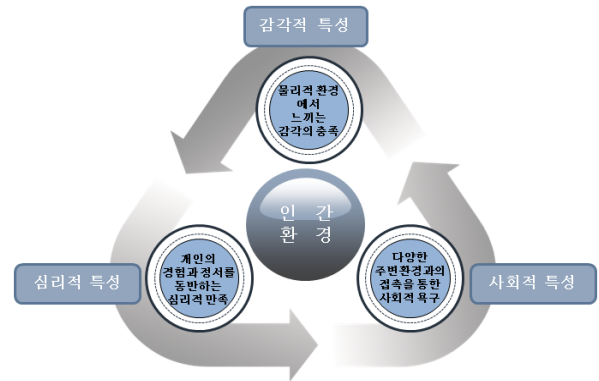 감각적 특성
물리적 환경
에서
느끼는
감각의 충족
인 간
환 경
개인의
경험과 정서를
동반하는
심리적 만족
심리적 특성
다양한
주변환경과의
접촉을 통한
사회적 욕구
사회적 특성